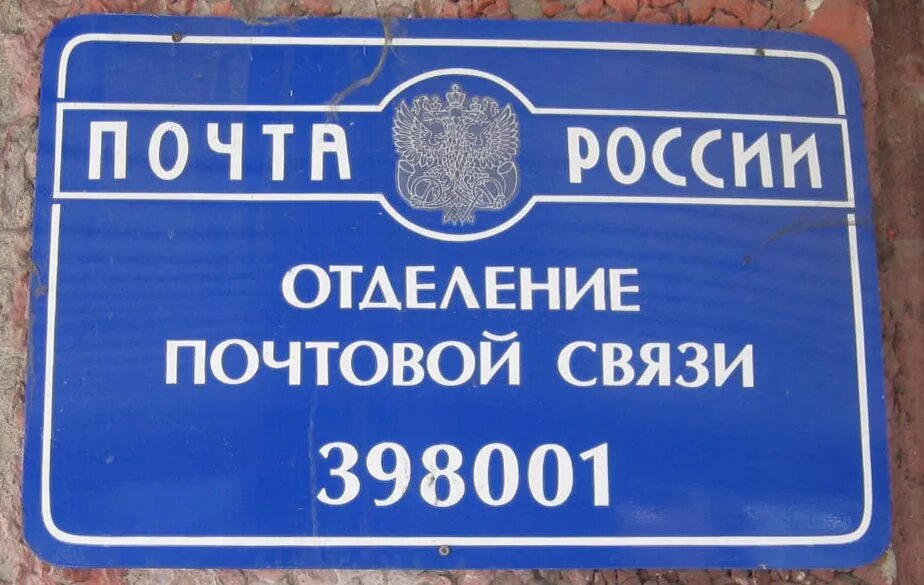 ПОЧТА РОССИИ
ОТДЕЛЕНИЕ
ПОЧТОВОЙ СВЯЗИ
398001